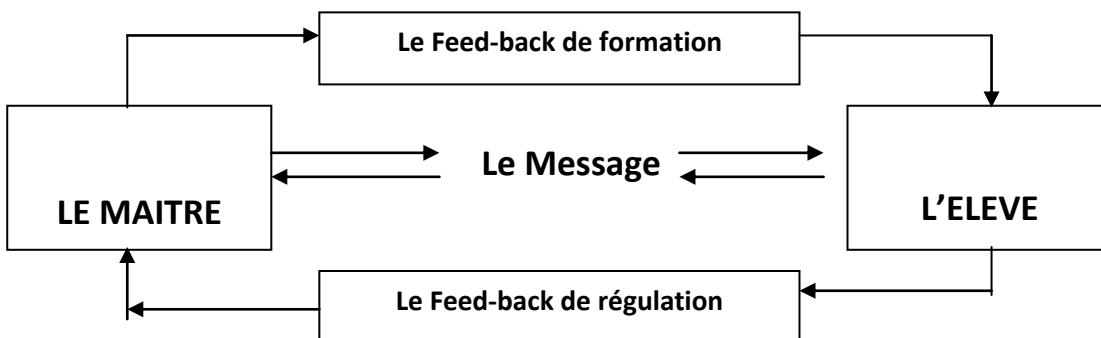 Le Feed-back de formation
Le Message
LE MAITRE
L’ELEVE
Le Feed-back de régulation